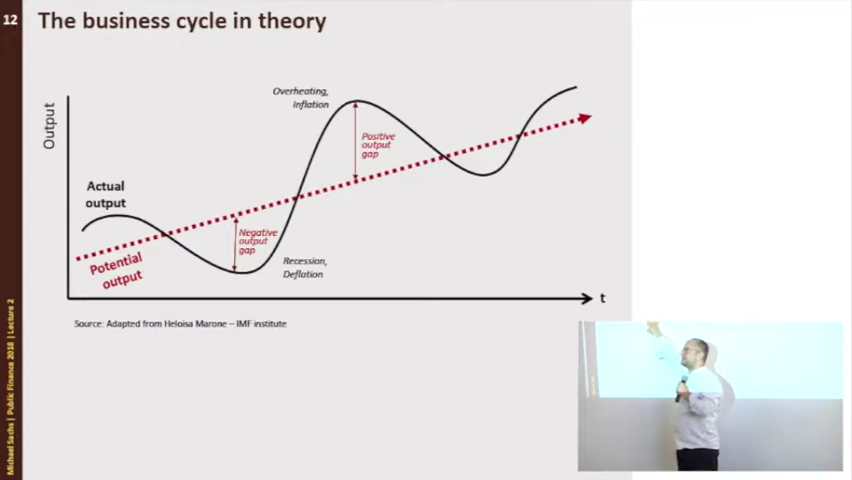 12
The business cycle in theory
Overheating,
Inflation
Output
Positive
output
gap
Actual
output
Negative
output
gap
Potential
output
Recession,
Deflation
t
Source: Adapted from Heloisa Marone – IMF institute
Michael Sachs | Public Finance 2018 | Lecture 2